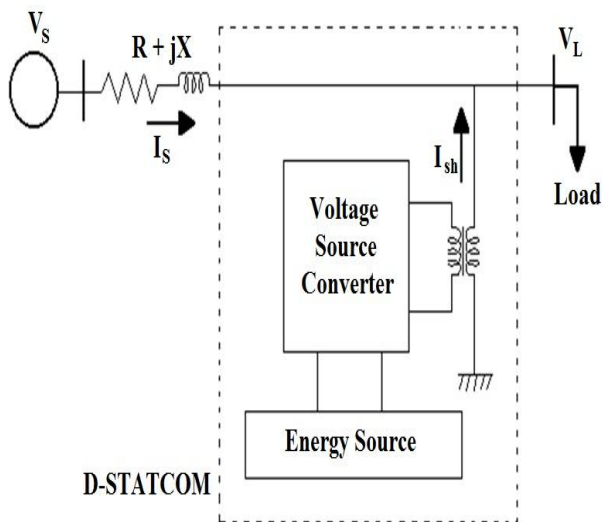 V_S
R + jX
V_L
I_S
I_sh
Load
Voltage
Source
Converter
Energy Source
D-STATCOM